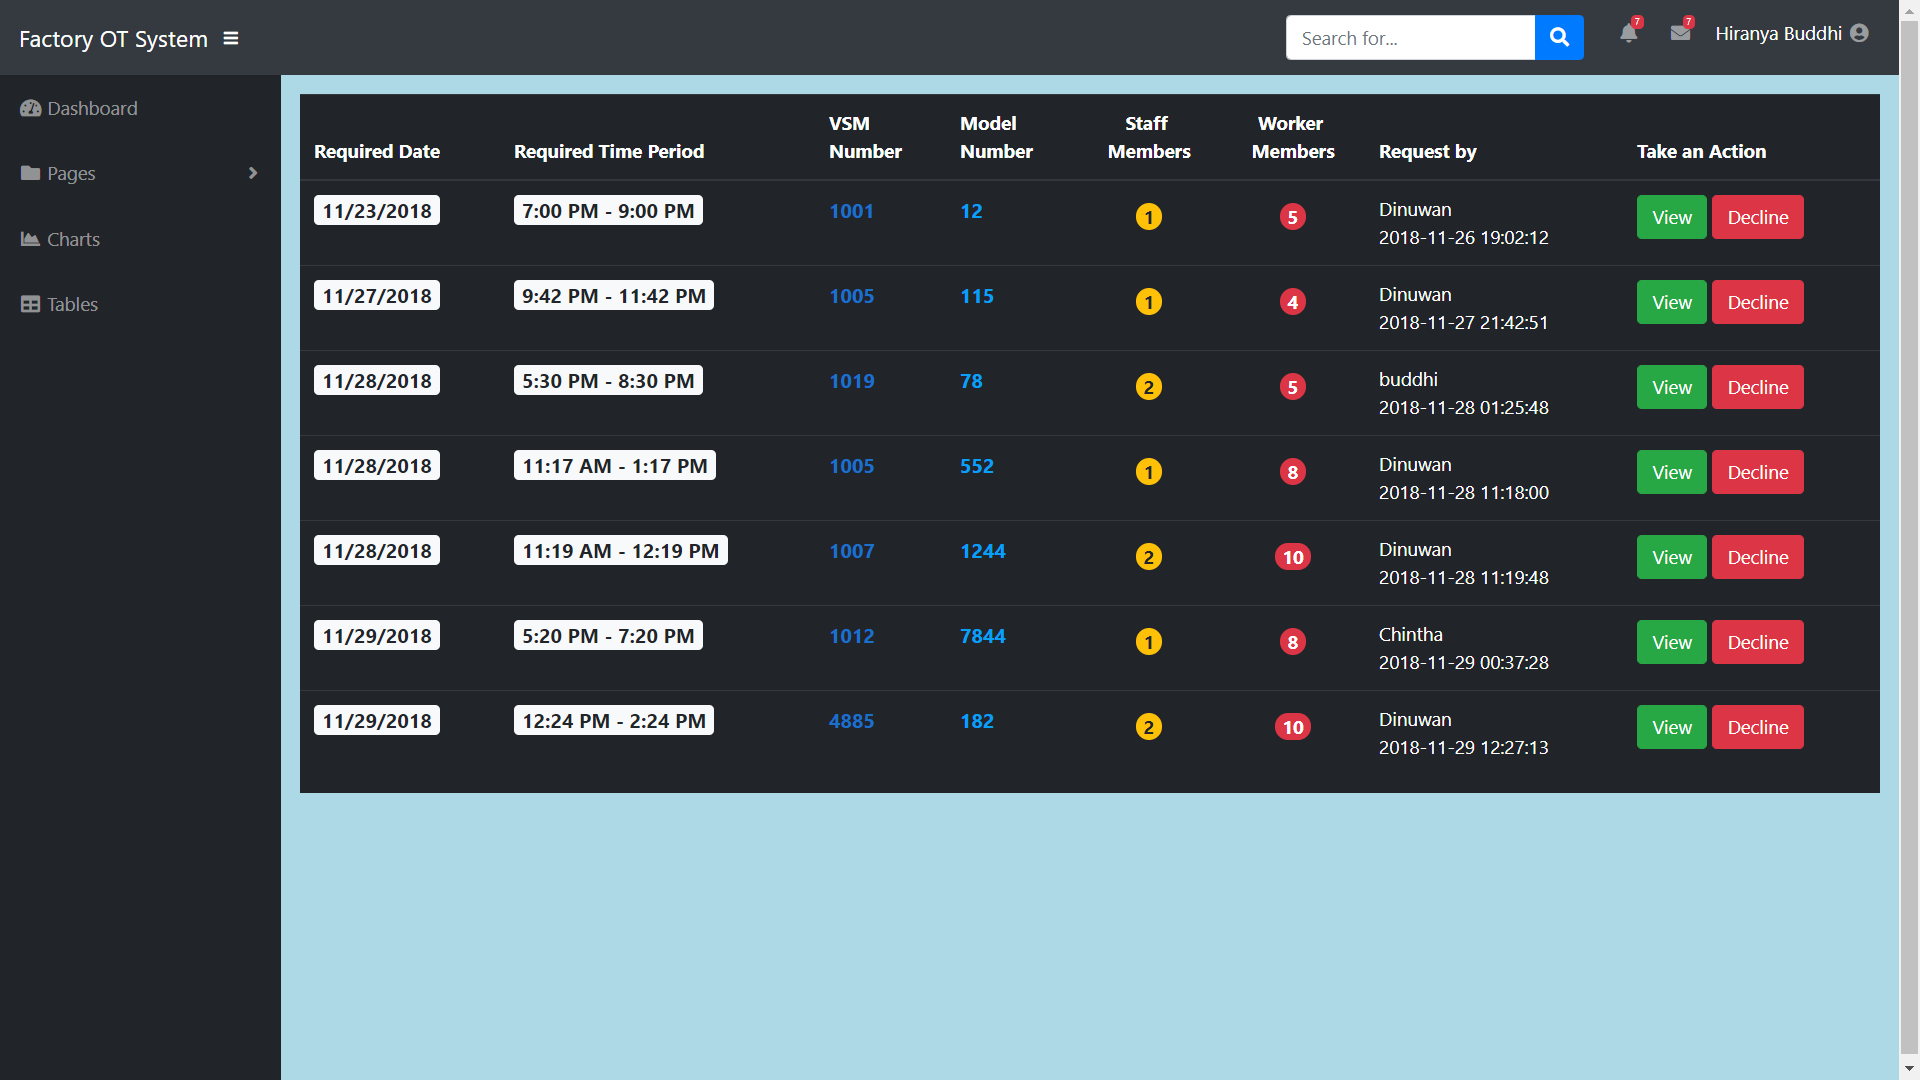 Factory OT System
Search for...
7
7
Hiranya Buddhi
Dashboard
Pages
Charts
Tables
Required Date Required Time Period VSM Number Model Number Staff Members Worker Members Request by Take an Action
11/23/2018 7:00 PM - 9:00 PM 1001 12 1 5 Dinuwan View Decline
2018-11-26 19:02:12
11/27/2018 9:42 PM - 11:42 PM 1005 115 1 4 Dinuwan View Decline
2018-11-27 21:42:51
11/28/2018 5:30 PM - 8:30 PM 1019 78 2 5 buddhi View Decline
2018-11-28 01:25:48
11/28/2018 11:17 AM - 1:17 PM 1005 552 1 8 Dinuwan View Decline
2018-11-28 11:18:00
11/28/2018 11:19 AM - 12:19 PM 1007 1244 2 10 Dinuwan View Decline
2018-11-28 11:19:48
11/29/2018 5:20 PM - 7:20 PM 1012 7844 1 8 Chintha View Decline
2018-11-29 00:37:28
11/29/2018 12:24 PM - 2:24 PM 4885 182 2 10 Dinuwan View Decline
2018-11-29 12:27:13